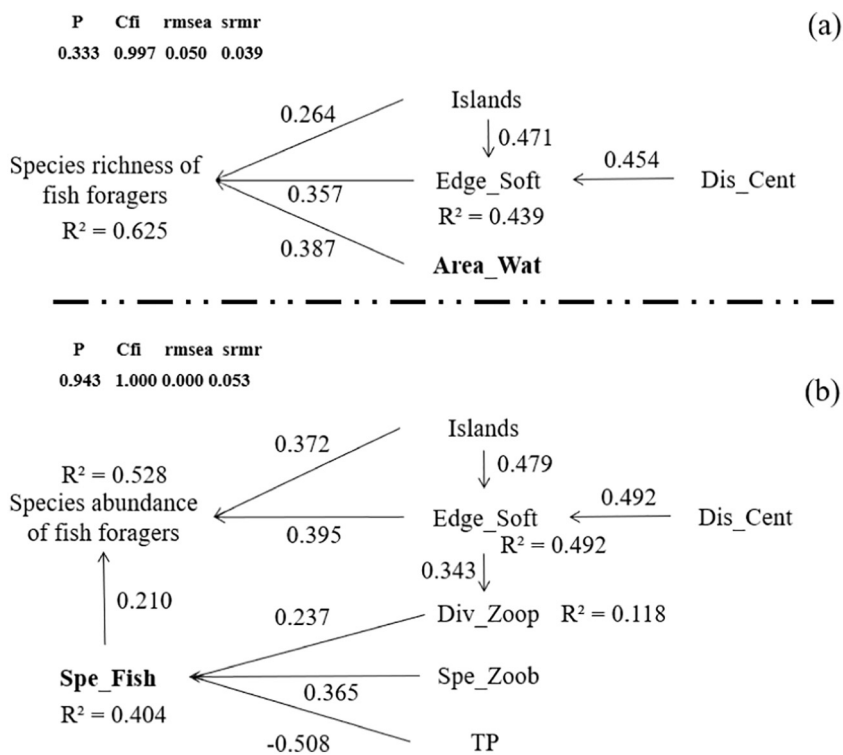 P Cfi rmsea srmr
0.333 0.997 0.050 0.039
(a)
Islands
0.264
0.471
0.454
Species richness of
fish foragers
R² = 0.625
0.357
Edge_Soft
R² = 0.439
Dis_Cent
0.387
Area_Wat
P Cfi rmsea srmr
0.943 1.000 0.000 0.053
(b)
Islands
0.372
0.479
R² = 0.528
Species abundance
of fish foragers
0.492
0.395
Edge_Soft
Dis_Cent
R² = 0.492
0.343
0.210
0.237
Div_Zoop R² = 0.118
Spe_Fish
R² = 0.404
0.365
Spe_Zoob
-0.508
TP